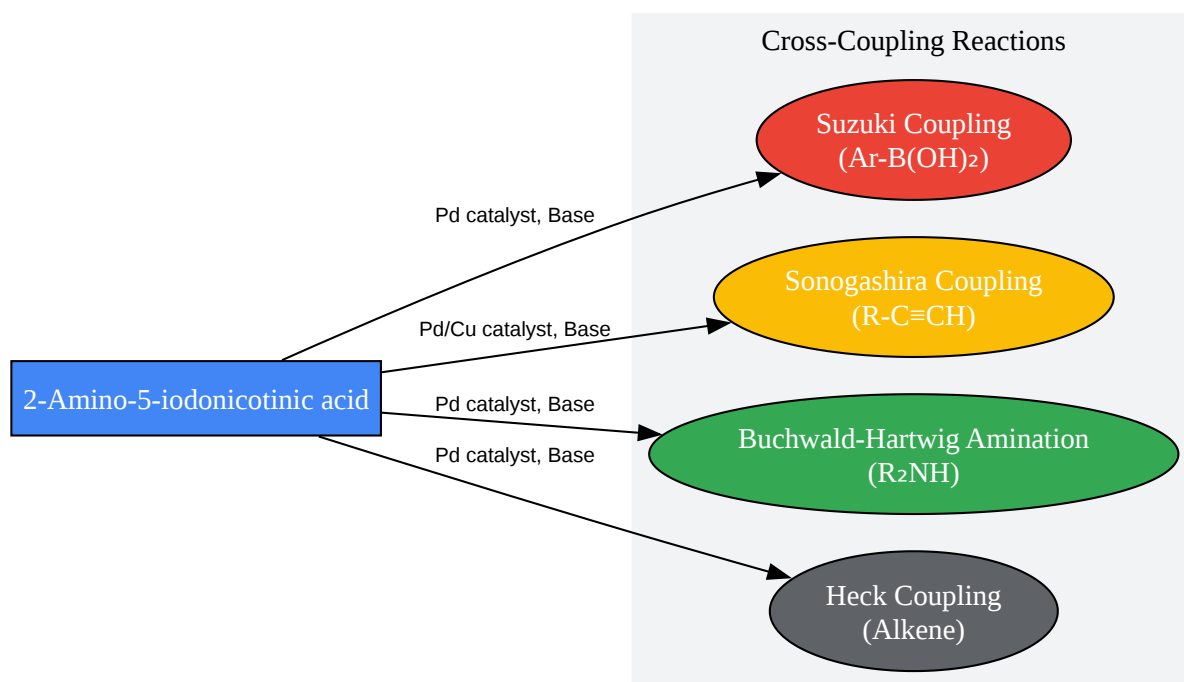 Cross-Coupling Reactions
Suzuki Coupling
(Ar-B(OH)₂)
Pd catalyst, Base
Sonogashira Coupling
(R-C≡CH)
Pd/Cu catalyst, Base
2-Amino-5-iodonicotinic acid
Pd catalyst, Base
Buchwald-Hartwig Amination
(R₂NH)
Pd catalyst, Base
Heck Coupling
(Alkene)